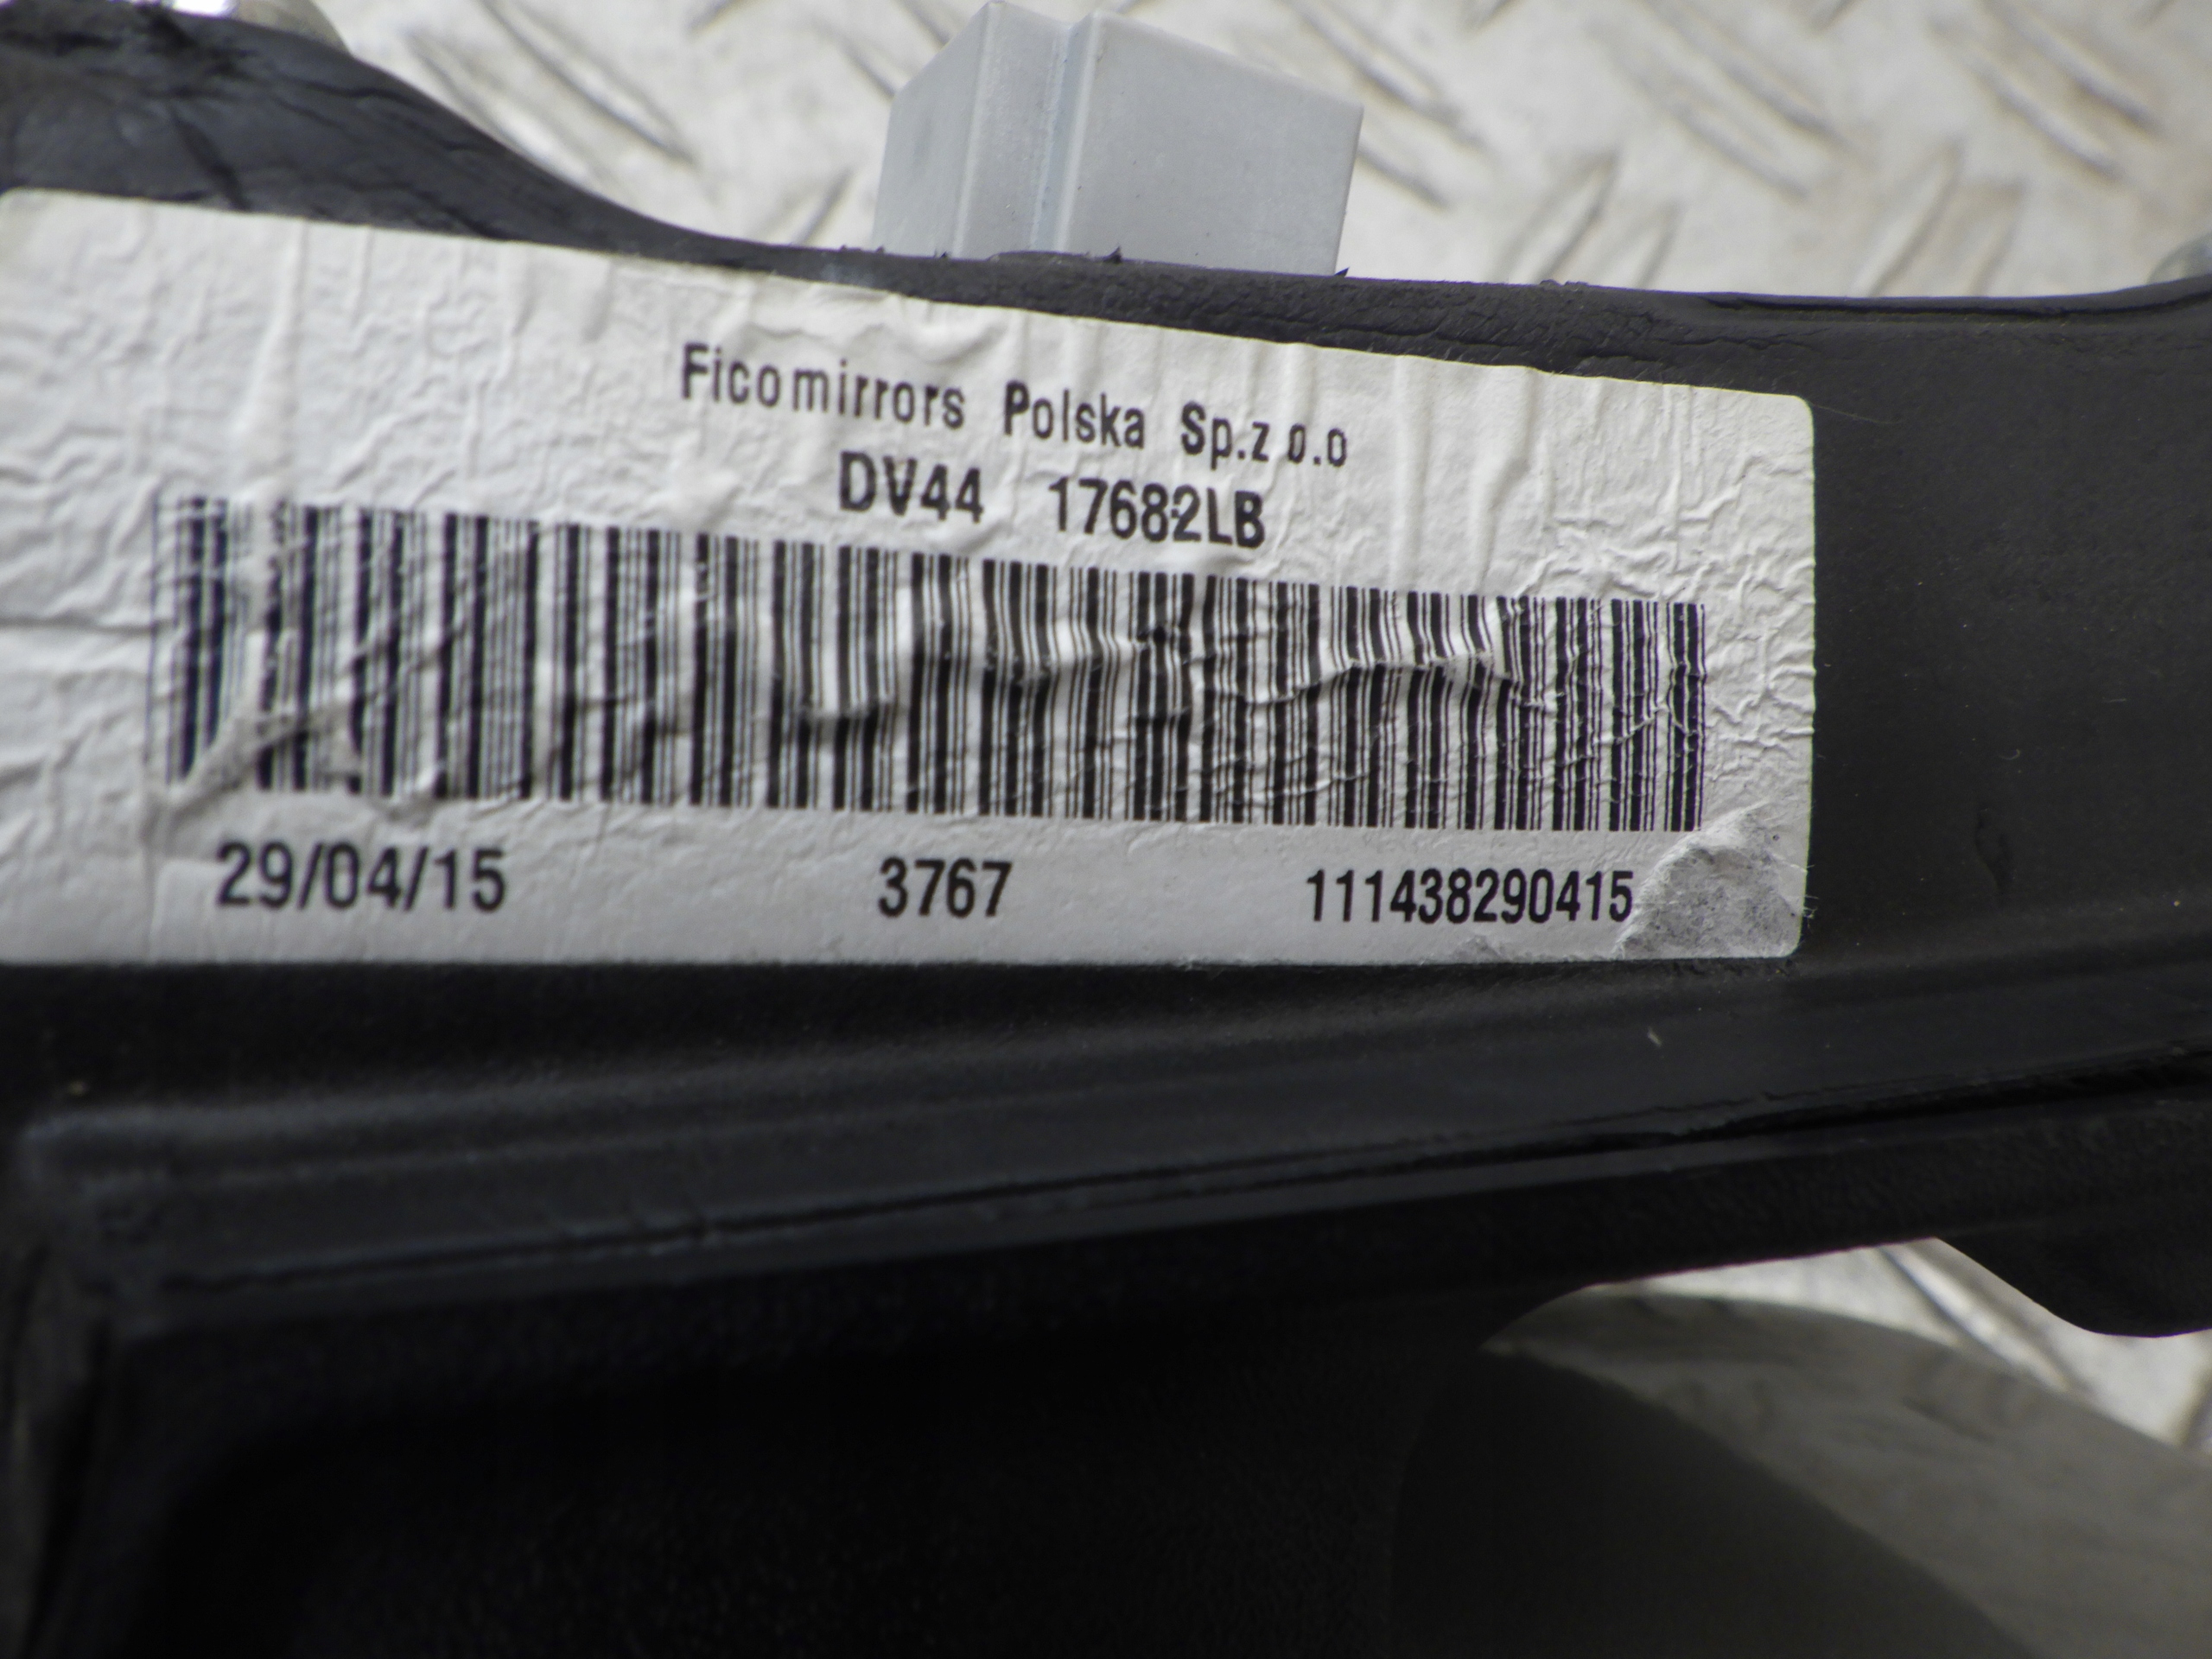 Ficomirrors Polska Sp.z o.o
DV44 17682LB
29/04/15 3767 111438290415